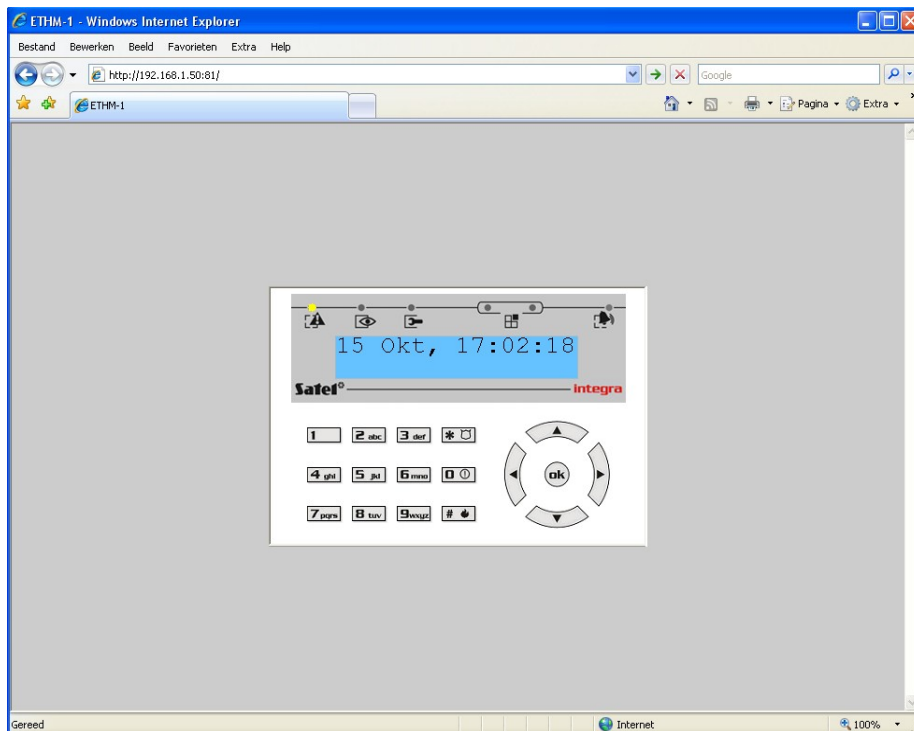 ETHM-1 - Windows Internet Explorer
Bestand Bewerken Beeld Favorieten Extra Help
http://192.168.1.50:81/ Google
ETHM-1 Pagina Extra
15 Okt, 17:02:18
Satel integra
1 2 abc 3 def *
4 ghi 5 jkl 6 mno 0 ok
7 pqrs 8 tuv 9 wxyz #
Gereed Internet 100%